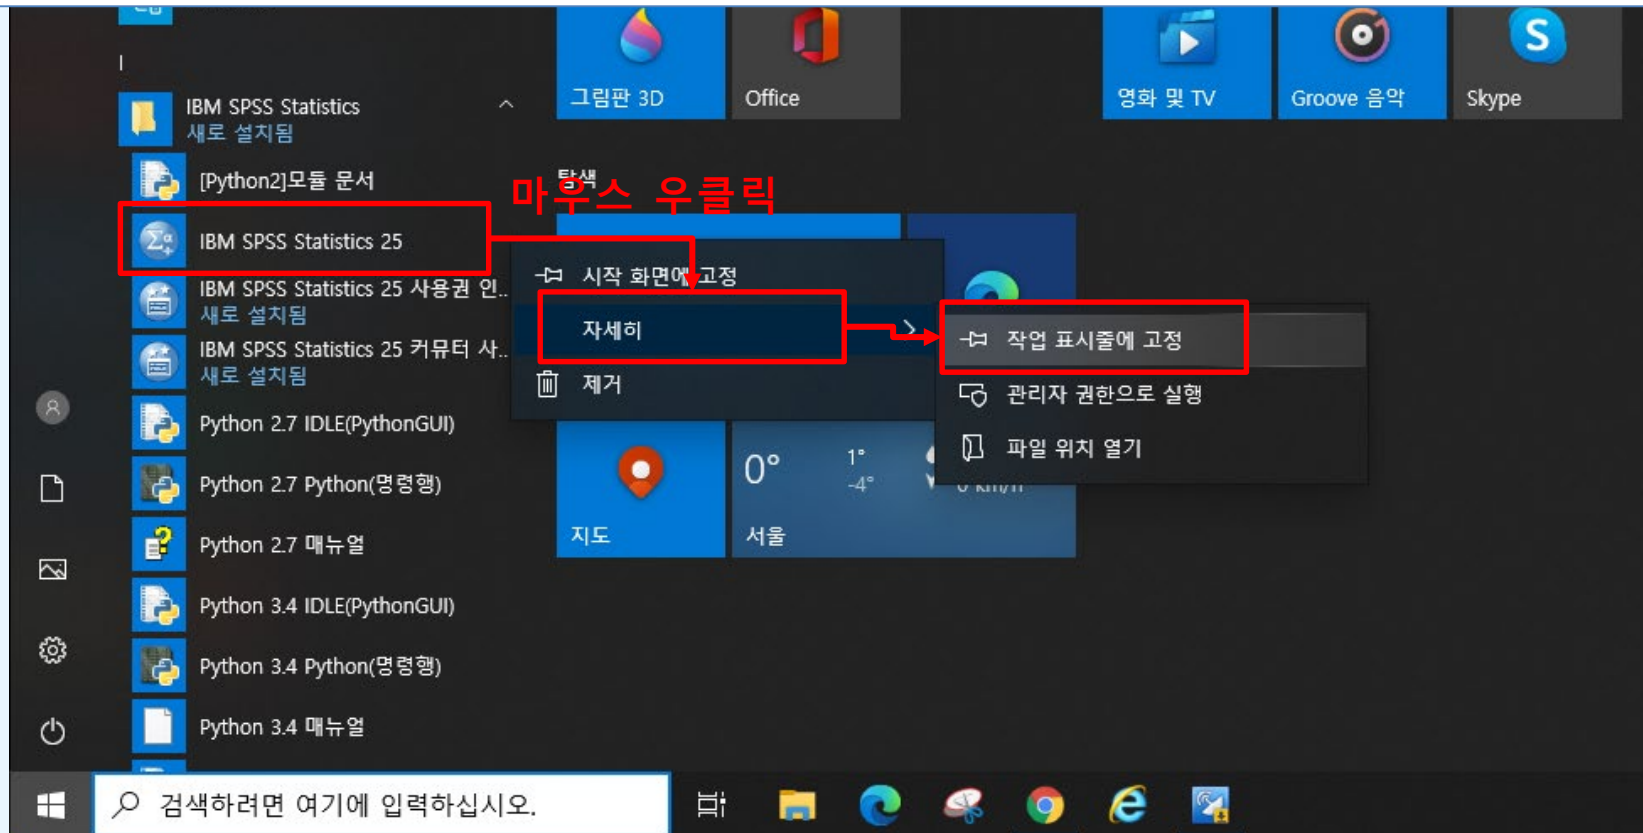 I
IBM SPSS Statistics
새로 설치됨
[Python2]모듈 문서
IBM SPSS Statistics 25
IBM SPSS Statistics 25 사용권 인...
새로 설치됨
IBM SPSS Statistics 25 커뮤터 사...
새로 설치됨
Python 2.7 IDLE(PythonGUI)
Python 2.7 Python(명령행)
Python 2.7 매뉴얼
Python 3.4 IDLE(PythonGUI)
Python 3.4 Python(명령행)
Python 3.4 매뉴얼
그림판 3D
Office
영화 및 TV
Groove 음악
Skype
탐색
마우스 우클릭
시작 화면에 고정
자세히
제거
작업 표시줄에 고정
관리자 권한으로 실행
파일 위치 열기
지도
0°
1°
-4°
서울
검색하려면 여기에 입력하십시오.